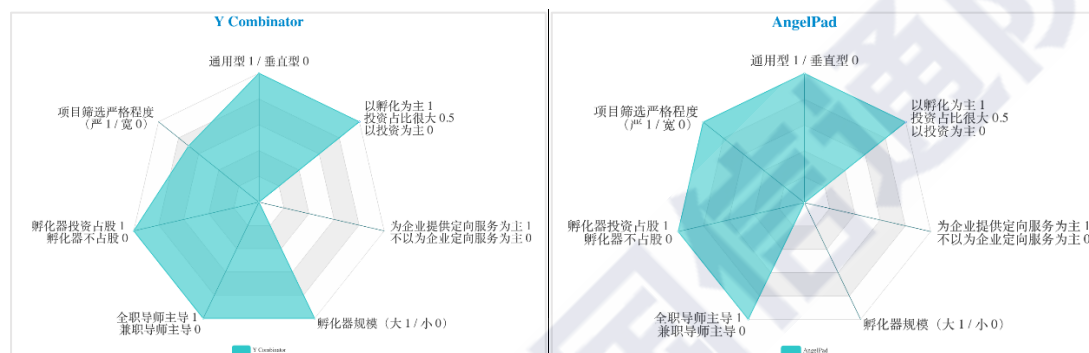 Y Combinator
通用型 1 / 垂直型 0
以孵化为主 1
投资占比很大 0.5
以投资为主 0
项目筛选严格程度
（严 1 / 宽 0）
为企业提供定向服务为主 1
不以为企业定向服务为主 0
孵化器投资占股 1
孵化器不占股 0
全职导师主导 1
兼职导师主导 0
孵化器规模（大 1 / 小 0）
Y Combinator
AngelPad
通用型 1 / 垂直型 0
以孵化为主 1
投资占比很大 0.5
以投资为主 0
项目筛选严格程度
（严 1 / 宽 0）
为企业提供定向服务为主 1
不以为企业定向服务为主 0
孵化器投资占股 1
孵化器不占股 0
全职导师主导 1
兼职导师主导 0
孵化器规模（大 1 / 小 0）
AngelPad
国信通院